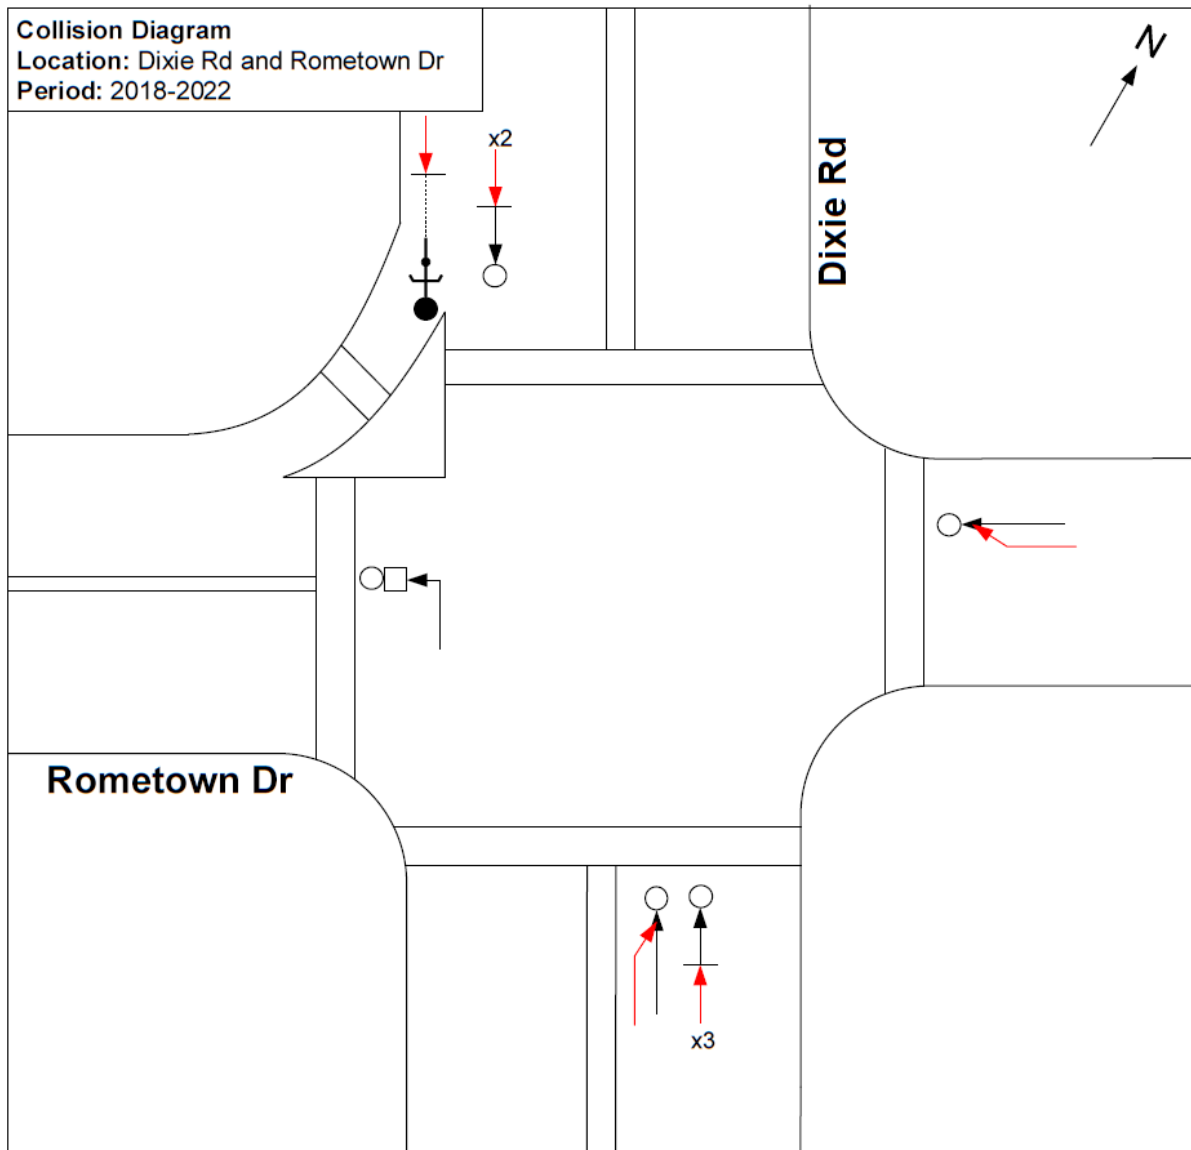 Collision Diagram
Location: Dixie Rd and Rometown Dr
Period: 2018-2022
N
x2
Dixie Rd
Rometown Dr
x3